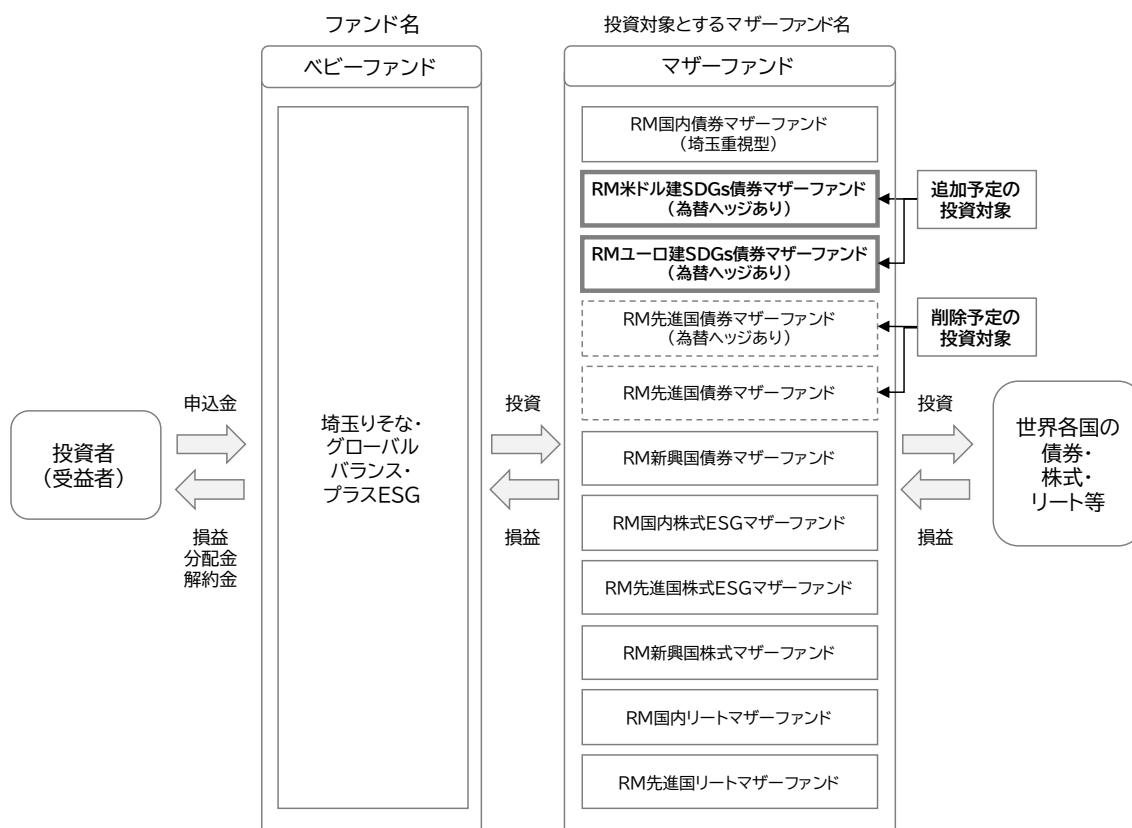 ファンド名
投資対象とするマザーファンド名
ベビーファンド
マザーファンド
RM国内債券マザーファンド
（埼玉重視型）
RM米ドル建SDGs債券マザーファンド
（為替ヘッジあり）
追加予定の
投資対象
RMユーロ建SDGs債券マザーファンド
（為替ヘッジあり）
RM先進国債券マザーファンド
（為替ヘッジあり）
削除予定の
投資対象
RM先進国債券マザーファンド
投資者
（受益者）
申込金
損益
分配金
解約金
埼玉りそな・
グローバル
バランス・
プラスESG
投資
損益
RM新興国債券マザーファンド
RM国内株式ESGマザーファンド
RM先進国株式ESGマザーファンド
RM新興国株式マザーファンド
RM国内リートマザーファンド
RM先進国リートマザーファンド
投資
損益
世界各国の
債券・
株式・
リート等